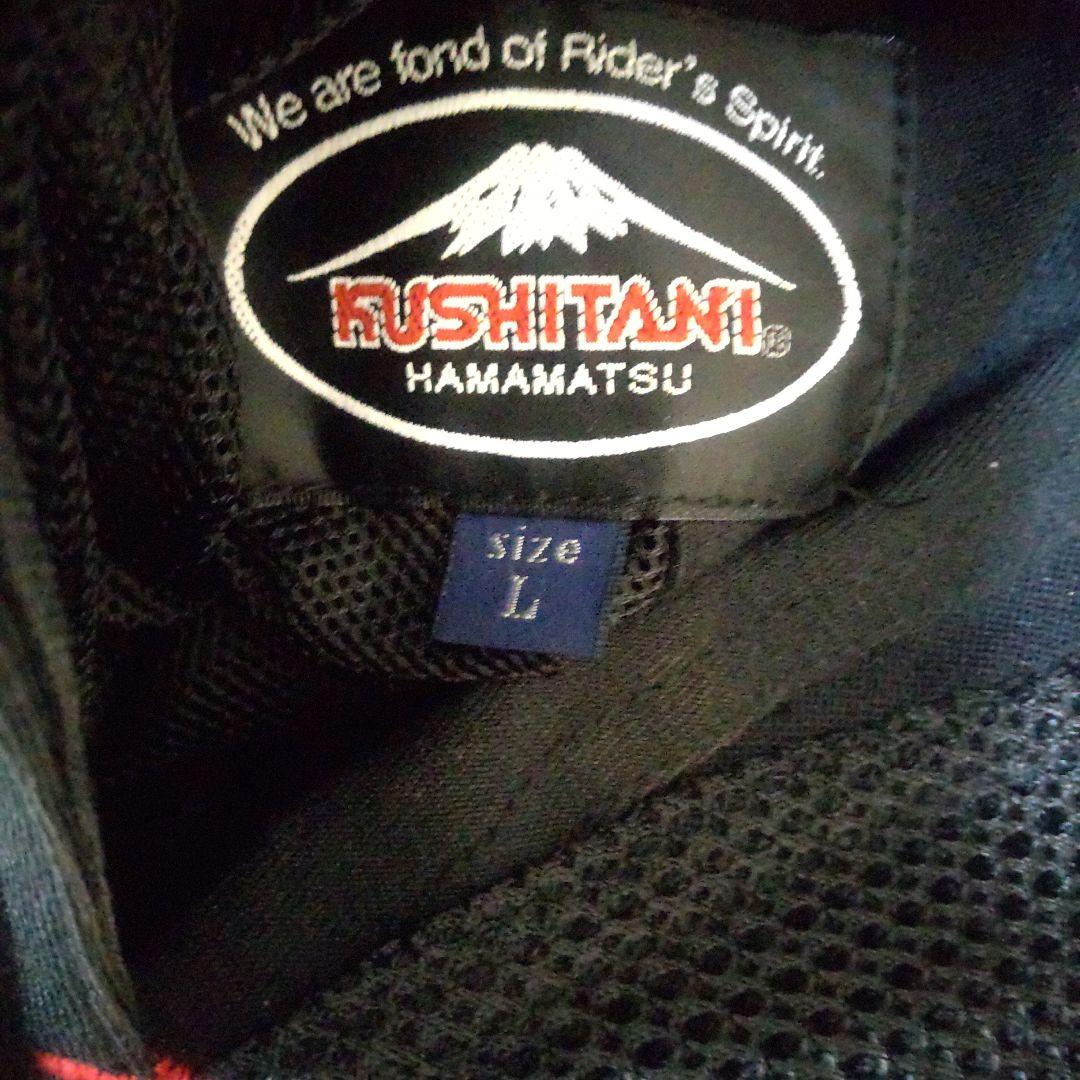 We are fond of Rider's Spirit.
KUSHITANI®
HAMAMATSU
size
L